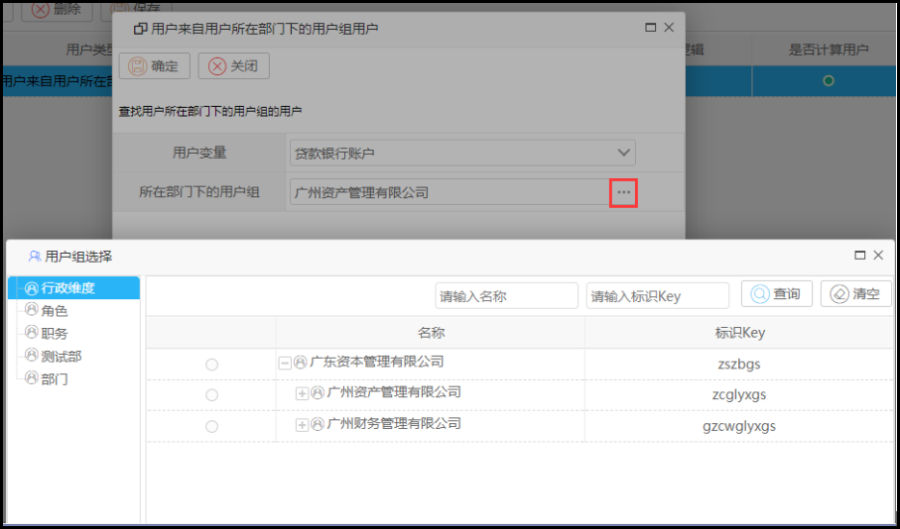 删除 保存
用户来自用户所在部门下的用户组用户
用户类型 逻辑 是否计算用户
确定 关闭
用户来自用户所在部
查找用户所在部门下的用户组的用户
用户变量 贷款银行账户
所在部门下的用户组 广州资产管理有限公司 ...
用户组选择
行政维度
角色
职务
测试部
部门
请输入名称 请输入标识Key 查询 清空
名称 标识Key
广东资本管理有限公司 zszbgs
广州资产管理有限公司 zcglyxgs
广州财务管理有限公司 gzcwglyxgs